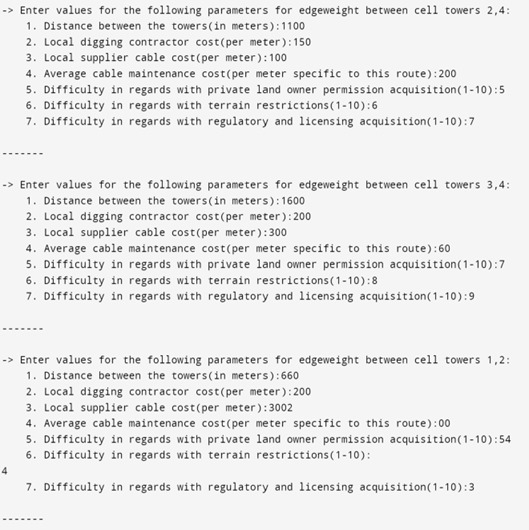 -> Enter values for the following parameters for edgeweight between cell towers 2,4:
1. Distance between the towers(in meters):1100
2. Local digging contractor cost(per meter):150
3. Local supplier cable cost(per meter):100
4. Average cable maintenance cost(per meter specific to this route):200
5. Difficulty in regards with private land owner permission acquisition(1-10):5
6. Difficulty in regards with terrain restrictions(1-10):6
7. Difficulty in regards with regulatory and licensing acquisition(1-10):7
-------
-> Enter values for the following parameters for edgeweight between cell towers 3,4:
1. Distance between the towers(in meters):1600
2. Local digging contractor cost(per meter):200
3. Local supplier cable cost(per meter):300
4. Average cable maintenance cost(per meter specific to this route):60
5. Difficulty in regards with private land owner permission acquisition(1-10):7
6. Difficulty in regards with terrain restrictions(1-10):8
7. Difficulty in regards with regulatory and licensing acquisition(1-10):9
-------
-> Enter values for the following parameters for edgeweight between cell towers 1,2:
1. Distance between the towers(in meters):660
2. Local digging contractor cost(per meter):200
3. Local supplier cable cost(per meter):3002
4. Average cable maintenance cost(per meter specific to this route):00
5. Difficulty in regards with private land owner permission acquisition(1-10):54
6. Difficulty in regards with terrain restrictions(1-10):
4
7. Difficulty in regards with regulatory and licensing acquisition(1-10):3
-------